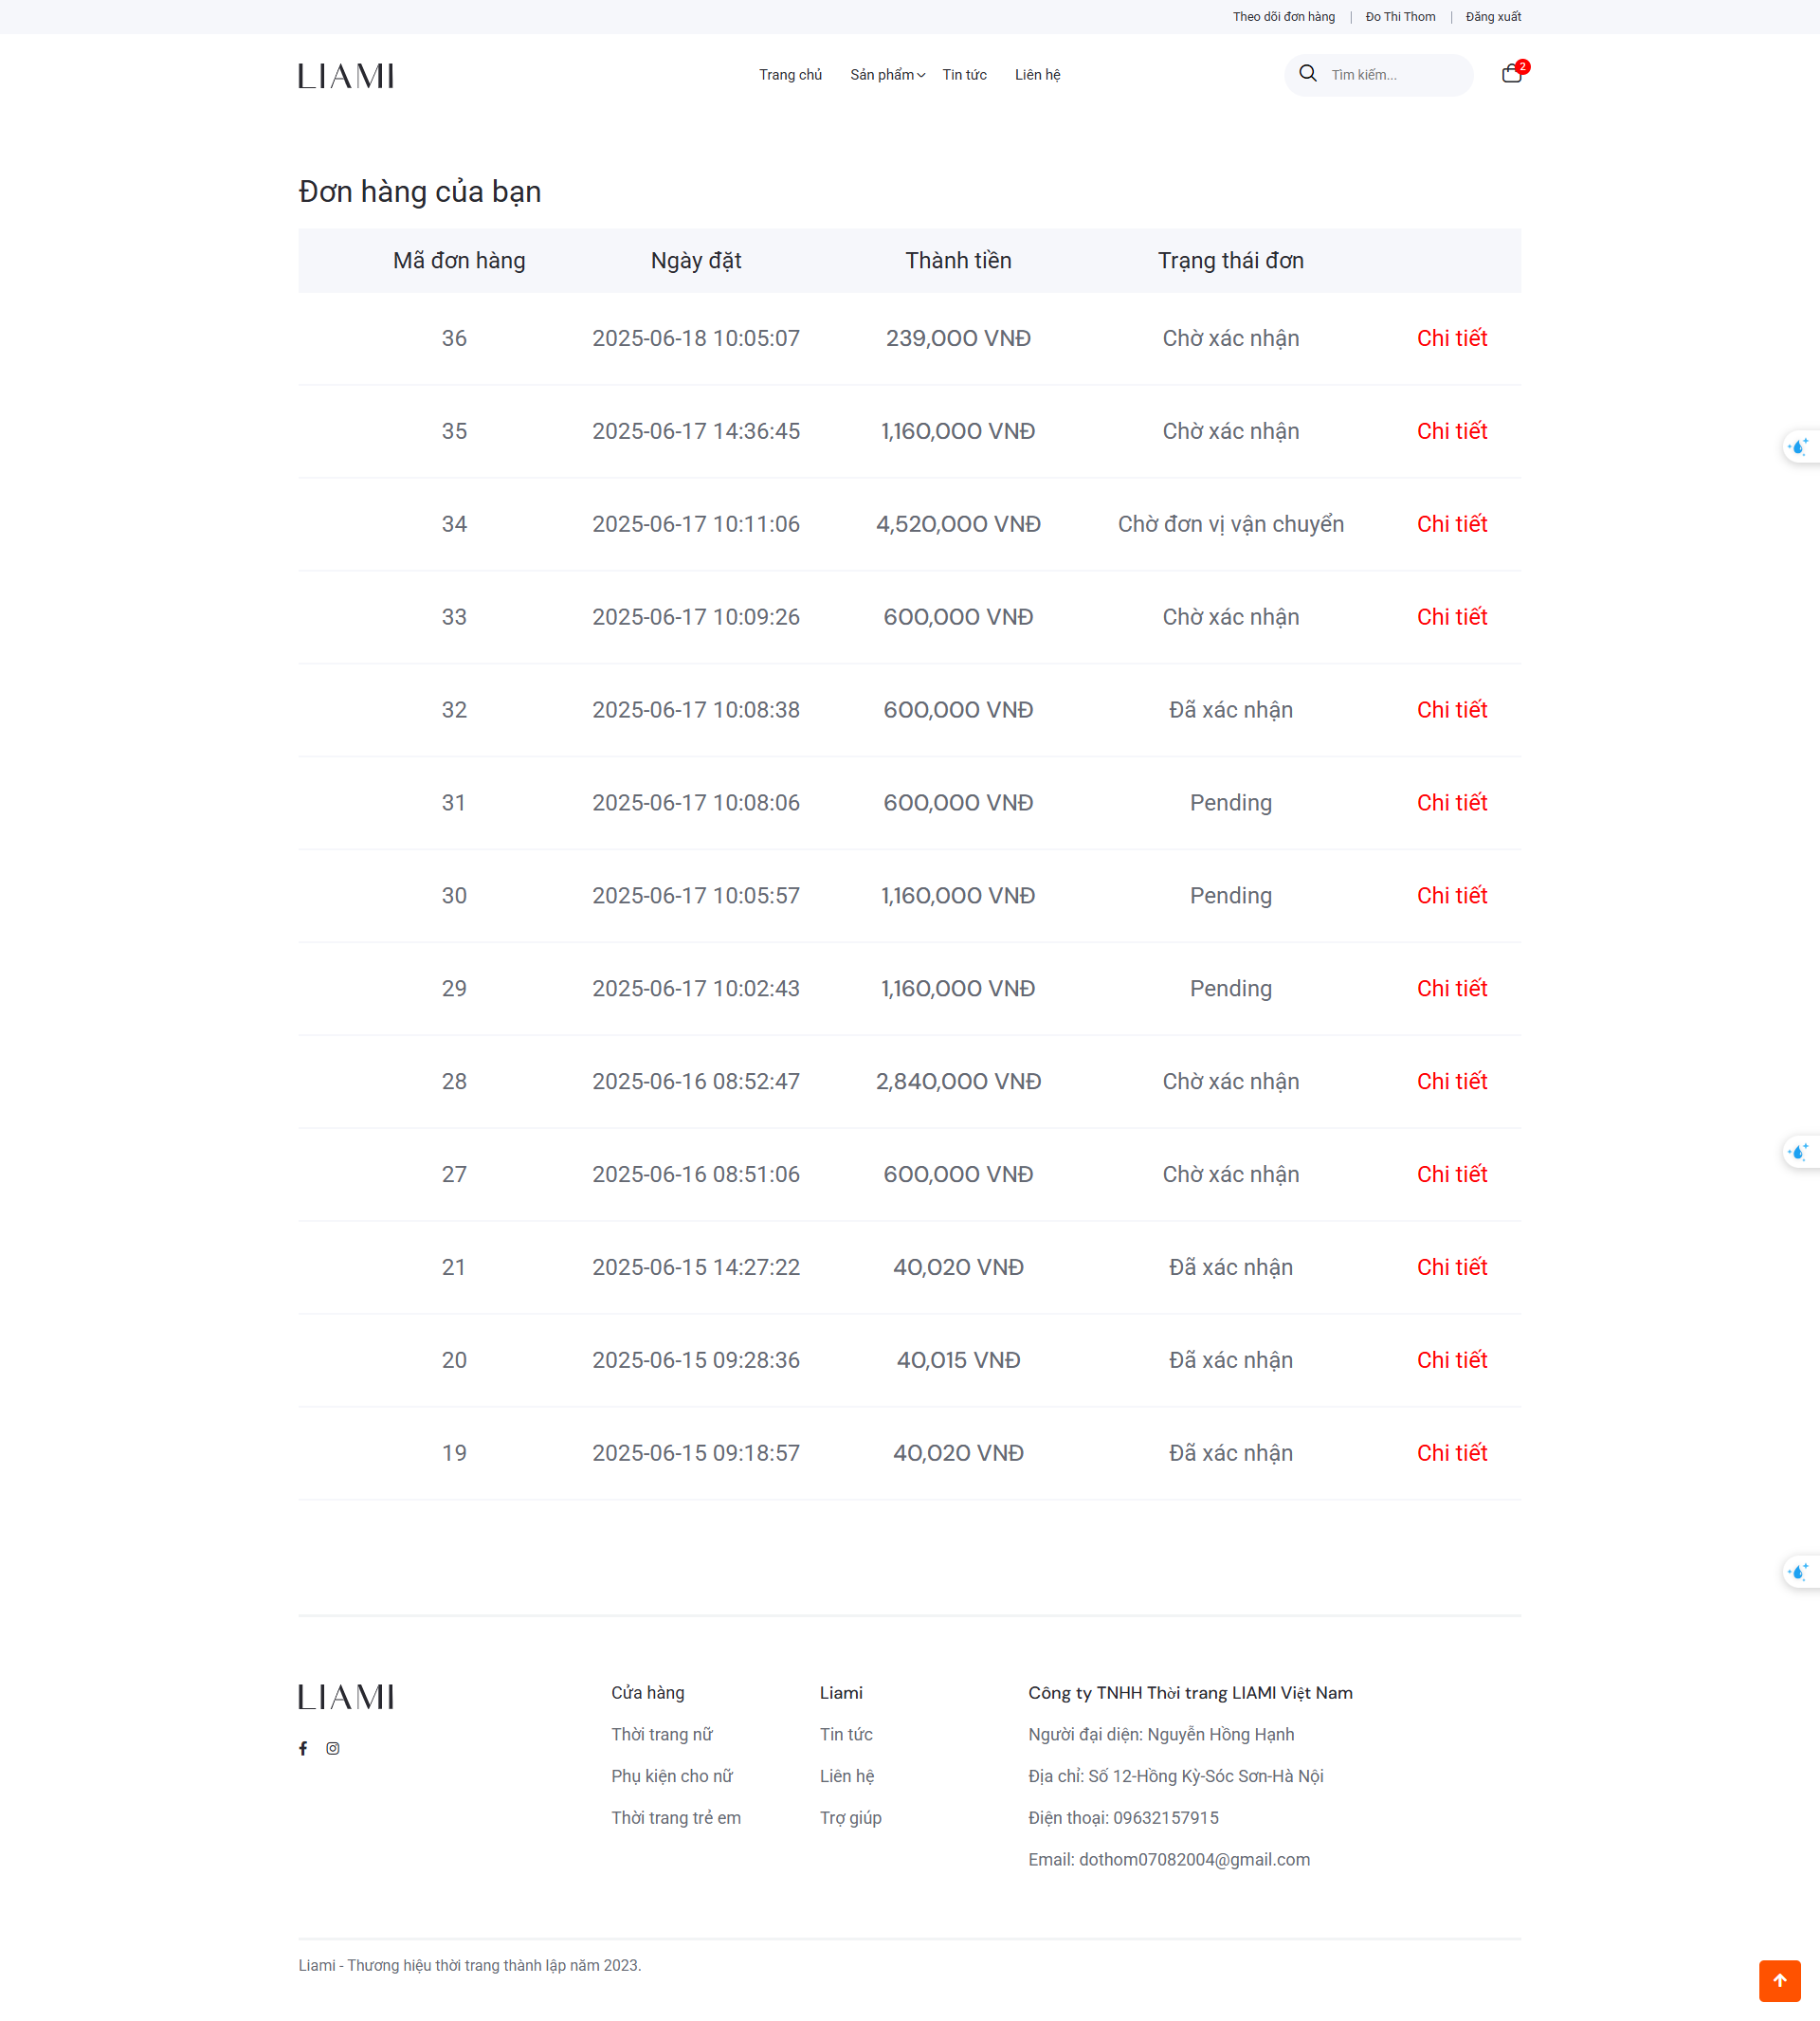 Theo dõi đơn hàng | Đo Thi Thom | Đăng xuất
LIAMI Trang chủ Sản phẩm Tin tức Liên hệ Tìm kiếm... 2
Đơn hàng của bạn
Mã đơn hàng Ngày đặt Thành tiền Trạng thái đơn
36 2025-06-18 10:05:07 239,000 VNĐ Chờ xác nhận Chi tiết
35 2025-06-17 14:36:45 1,160,000 VNĐ Chờ xác nhận Chi tiết
34 2025-06-17 10:11:06 4,520,000 VNĐ Chờ đơn vị vận chuyển Chi tiết
33 2025-06-17 10:09:26 600,000 VNĐ Chờ xác nhận Chi tiết
32 2025-06-17 10:08:38 600,000 VNĐ Đã xác nhận Chi tiết
31 2025-06-17 10:08:06 600,000 VNĐ Pending Chi tiết
30 2025-06-17 10:05:57 1,160,000 VNĐ Pending Chi tiết
29 2025-06-17 10:02:43 1,160,000 VNĐ Pending Chi tiết
28 2025-06-16 08:52:47 2,840,000 VNĐ Chờ xác nhận Chi tiết
27 2025-06-16 08:51:06 600,000 VNĐ Chờ xác nhận Chi tiết
21 2025-06-15 14:27:22 40,020 VNĐ Đã xác nhận Chi tiết
20 2025-06-15 09:28:36 40,015 VNĐ Đã xác nhận Chi tiết
19 2025-06-15 09:18:57 40,020 VNĐ Đã xác nhận Chi tiết
LIAMI
Cửa hàng
Thời trang nữ
Phụ kiện cho nữ
Thời trang trẻ em
Liami
Tin tức
Liên hệ
Trợ giúp
Công ty TNHH Thời trang LIAMI Việt Nam
Người đại diện: Nguyễn Hồng Hạnh
Địa chỉ: Số 12-Hồng Kỳ-Sóc Sơn-Hà Nội
Điện thoại: 09632157915
Email: dothom07082004@gmail.com
Liami - Thương hiệu thời trang thành lập năm 2023.